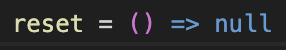 reset = () => null